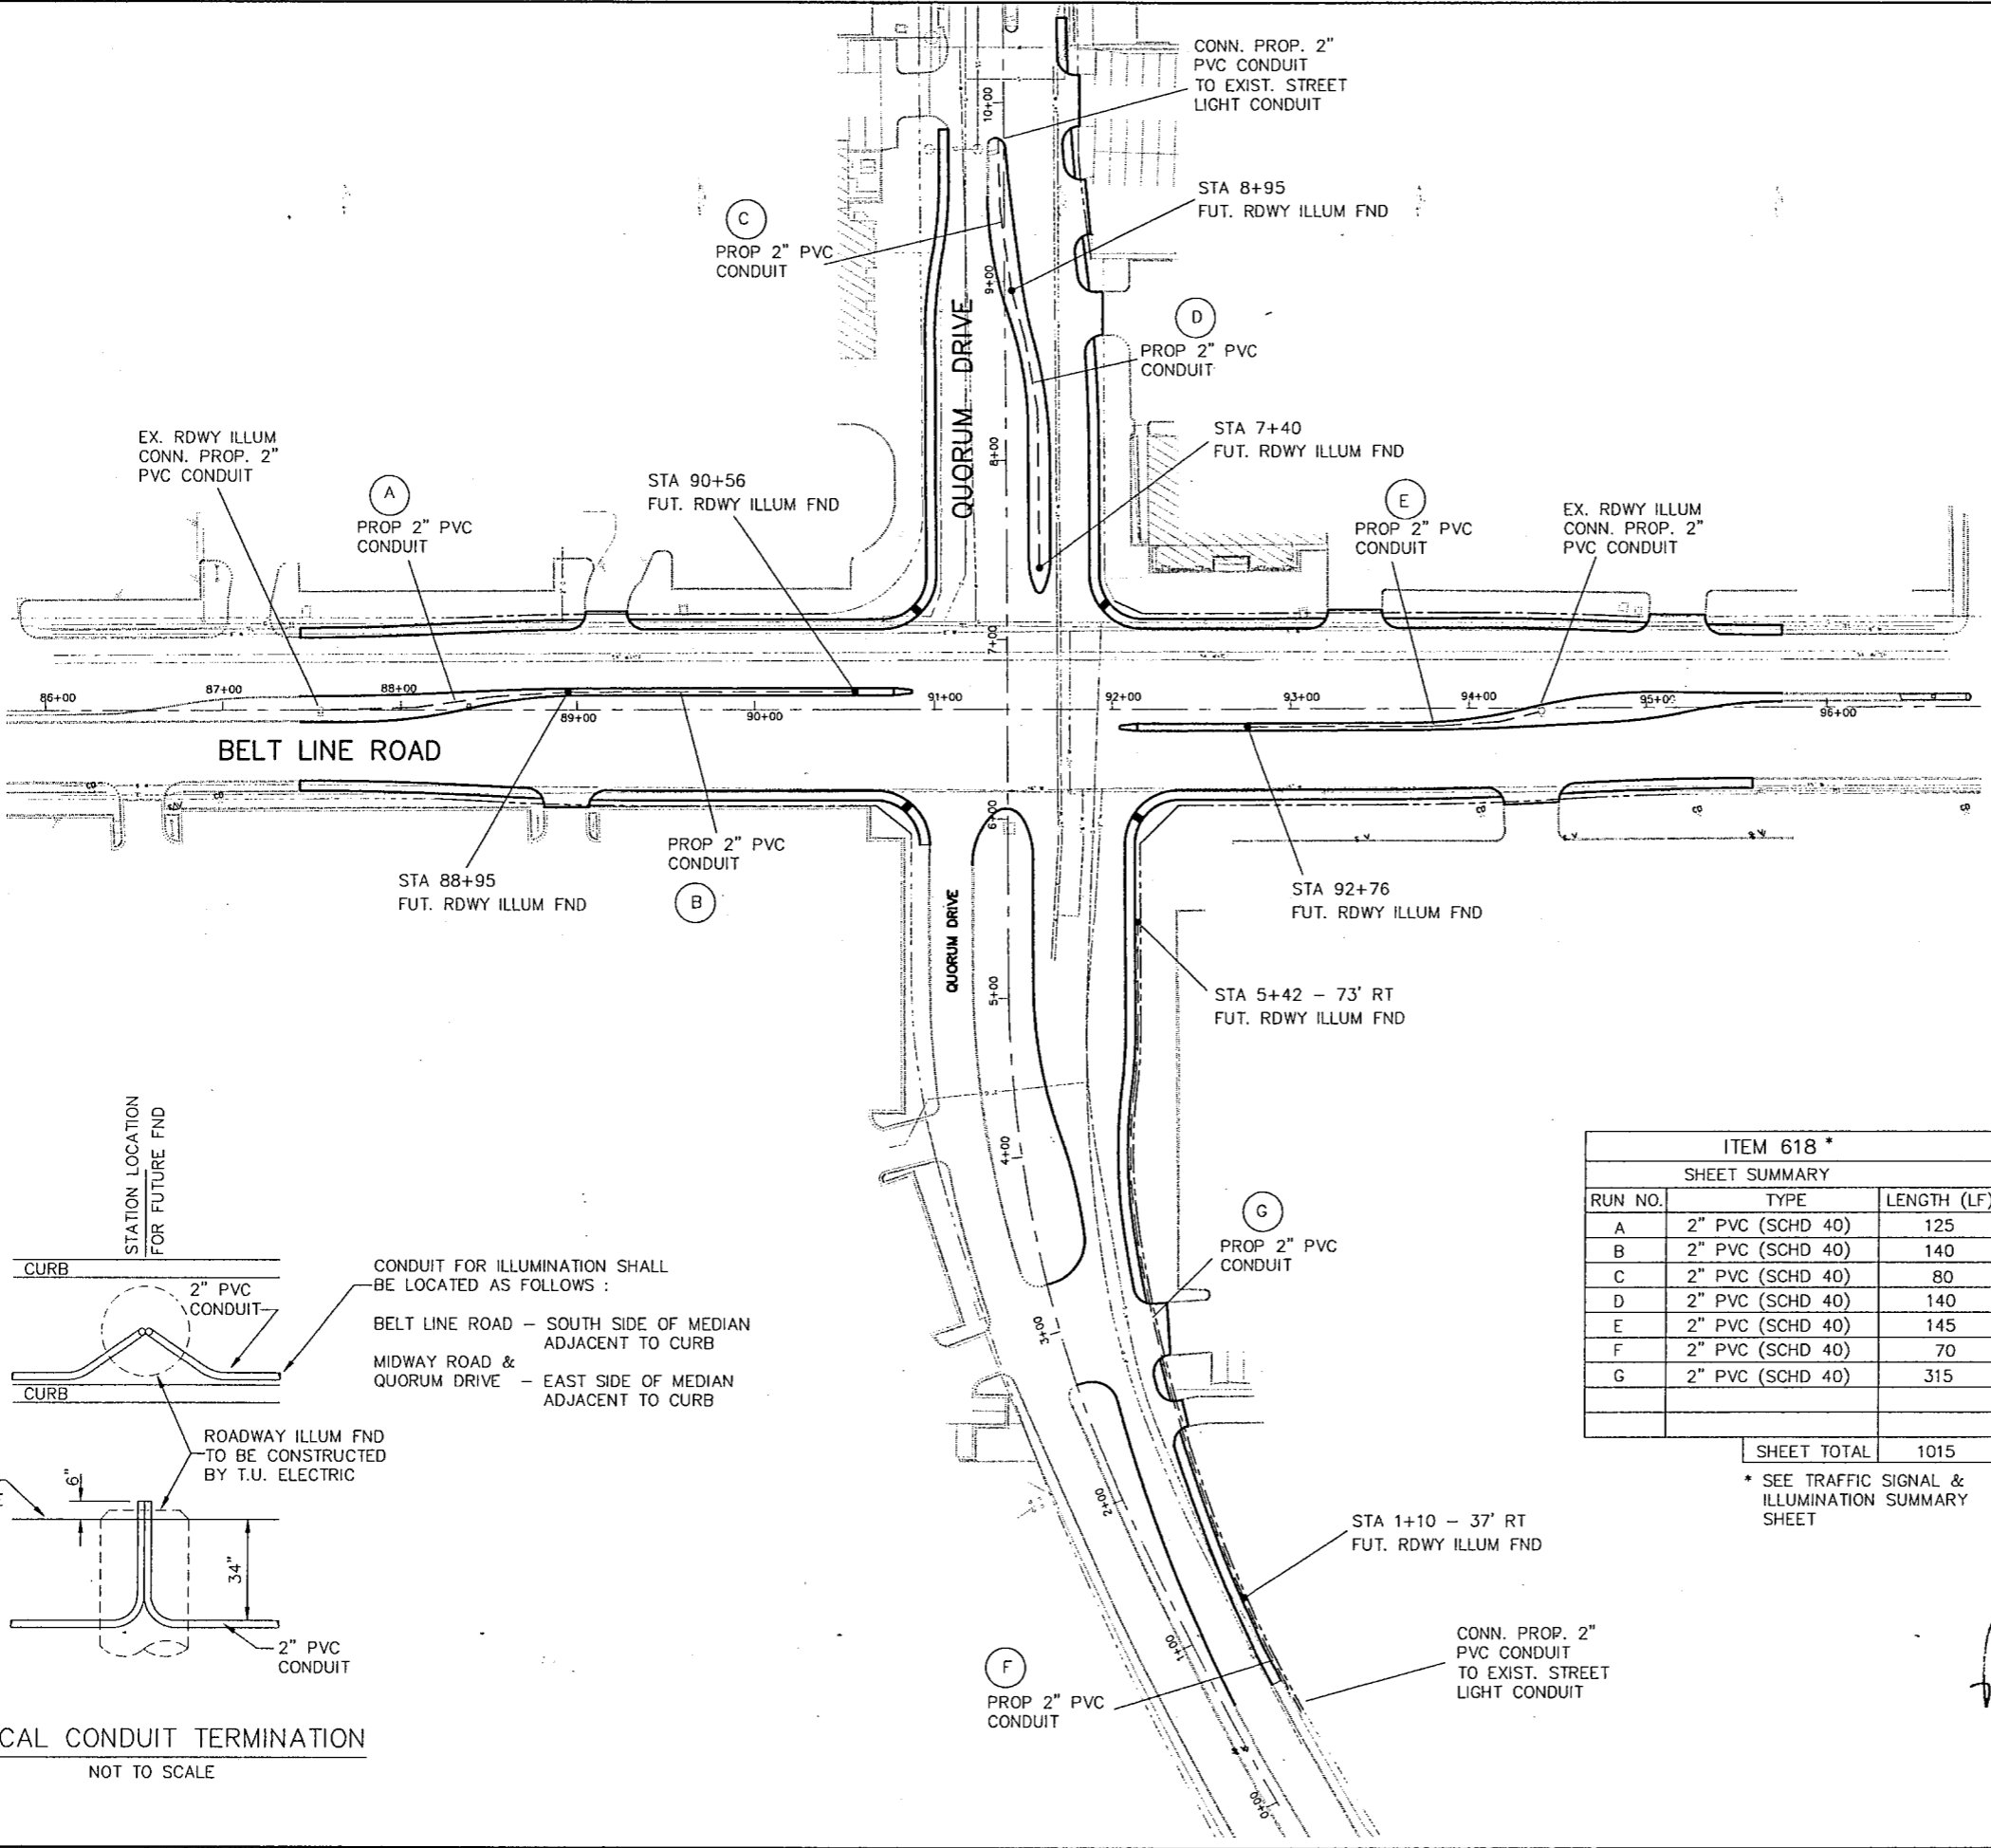 CONN. PROP. 2"
PVC CONDUIT
TO EXIST. STREET
LIGHT CONDUIT
10+00
STA 8+95
FUT. RDWY ILLUM FND
C
PROP 2" PVC
CONDUIT
9+00
D
PROP 2" PVC
CONDUIT
QUORUM DRIVE
8+00
STA 7+40
FUT. RDWY ILLUM FND
EX. RDWY ILLUM
CONN. PROP. 2"
PVC CONDUIT
A
PROP 2" PVC
CONDUIT
STA 90+56
FUT. RDWY ILLUM FND
E
PROP 2" PVC
CONDUIT
EX. RDWY ILLUM
CONN. PROP. 2"
PVC CONDUIT
7+00
86+00
87+00
88+00
89+00
90+00
91+00
92+00
93+00
94+00
95+00
96+00
BELT LINE ROAD
6+00
PROP 2" PVC
CONDUIT
B
STA 88+95
FUT. RDWY ILLUM FND
STA 92+76
FUT. RDWY ILLUM FND
QUORUM DRIVE
5+00
STA 5+42 – 73' RT
FUT. RDWY ILLUM FND
4+00
G
PROP 2" PVC
CONDUIT
3+00
2+00
STA 1+10 – 37' RT
FUT. RDWY ILLUM FND
1+00
F
PROP 2" PVC
CONDUIT
CONN. PROP. 2"
PVC CONDUIT
TO EXIST. STREET
LIGHT CONDUIT
0+00
STATION LOCATION
FOR FUTURE FND
CURB
2" PVC
CONDUIT
CURB
CONDUIT FOR ILLUMINATION SHALL
BE LOCATED AS FOLLOWS :
BELT LINE ROAD – SOUTH SIDE OF MEDIAN
ADJACENT TO CURB
MIDWAY ROAD &
QUORUM DRIVE – EAST SIDE OF MEDIAN
ADJACENT TO CURB
ROADWAY ILLUM FND
TO BE CONSTRUCTED
BY T.U. ELECTRIC
6"
34"
2" PVC
CONDUIT
CAL CONDUIT TERMINATION
NOT TO SCALE
ITEM 618 *
SHEET SUMMARY
RUN NO. TYPE LENGTH (LF)
A 2" PVC (SCHD 40) 125
B 2" PVC (SCHD 40) 140
C 2" PVC (SCHD 40) 80
D 2" PVC (SCHD 40) 140
E 2" PVC (SCHD 40) 145
F 2" PVC (SCHD 40) 70
G 2" PVC (SCHD 40) 315
SHEET TOTAL 1015
* SEE TRAFFIC SIGNAL &
ILLUMINATION SUMMARY
SHEET